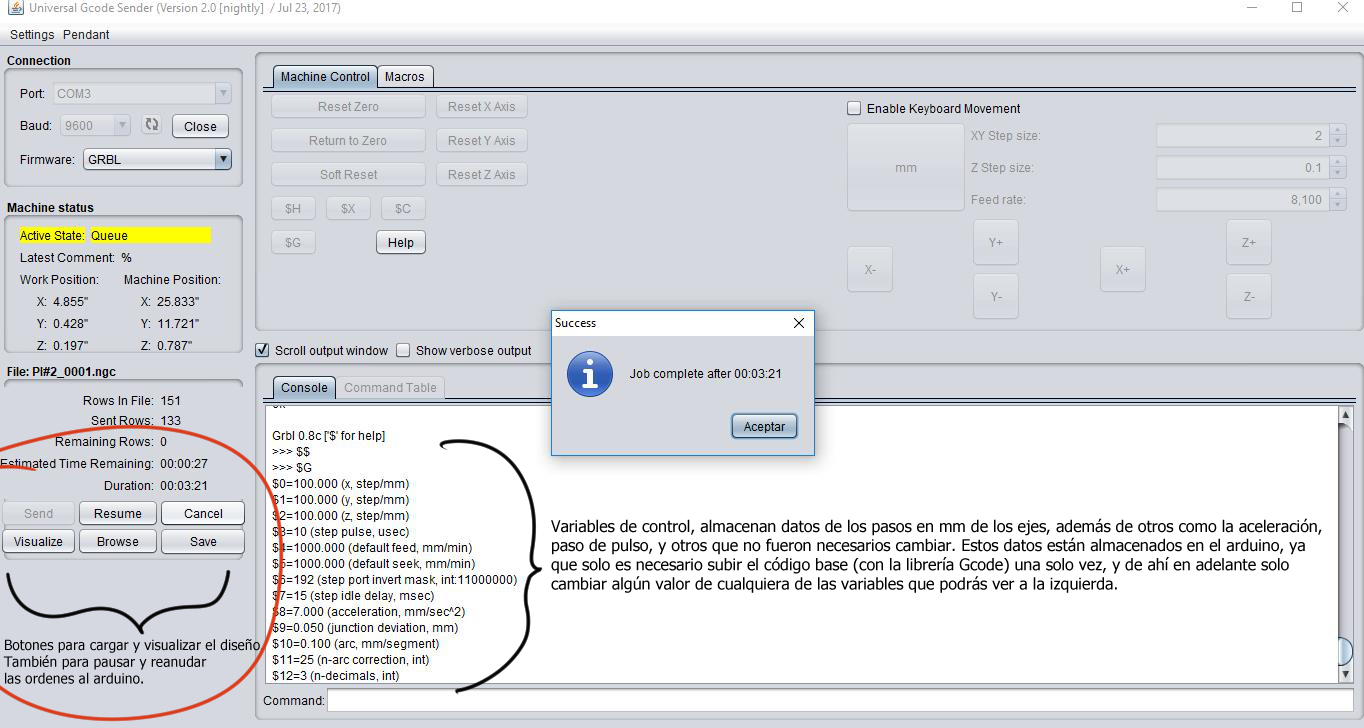 Universal Gcode Sender (Version 2.0 [nightly] / Jul 23, 2017)
Settings Pendant
Connection
Port: COM3
Baud: 9600 Close
Firmware: GRBL
Machine status
Active State: Queue
Latest Comment: %
Work Position: Machine Position:
X: 4.855" X: 25.833"
Y: 0.428" Y: 11.721"
Z: 0.197" Z: 0.787"
File: PI#2_0001.ngc
Rows In File: 151
Sent Rows: 133
Remaining Rows: 0
Estimated Time Remaining: 00:00:27
Duration: 00:03:21
Send Resume Cancel
Visualize Browse Save
Botones para cargar y visualizar el diseño
También para pausar y reanudar
las ordenes al arduino.
Machine Control Macros
Reset Zero Reset X Axis
Return to Zero Reset Y Axis
Soft Reset Reset Z Axis
$H $X $C
$G Help
Enable Keyboard Movement
mm
XY Step size: 2
Z Step size: 0.1
Feed rate: 8,100
Y+ Z+
X- X+
Y- Z-
Scroll output window Show verbose output
Success
Job complete after 00:03:21
Aceptar
Console Command Table
Grbl 0.8c ['$' for help]
>>> $$
>>> $G
$0=100.000 (x, step/mm)
$1=100.000 (y, step/mm)
$2=100.000 (z, step/mm)
$3=10 (step pulse, usec)
$4=1000.000 (default feed, mm/min)
$5=1000.000 (default seek, mm/min)
$6=192 (step port invert mask, int:11000000)
$7=15 (step idle delay, msec)
$8=7.000 (acceleration, mm/sec^2)
$9=0.050 (junction deviation, mm)
$10=0.100 (arc, mm/segment)
$11=25 (n-arc correction, int)
$12=3 (n-decimals, int)
Variables de control, almacenan datos de los pasos en mm de los ejes, además de otros como la aceleración,
paso de pulso, y otros que no fueron necesarios cambiar. Estos datos están almacenados en el arduino, ya
que solo es necesario subir el código base (con la librería Gcode) una solo vez, y de ahí en adelante solo
cambiar algún valor de cualquiera de las variables que podrás ver a la izquierda.
Command: